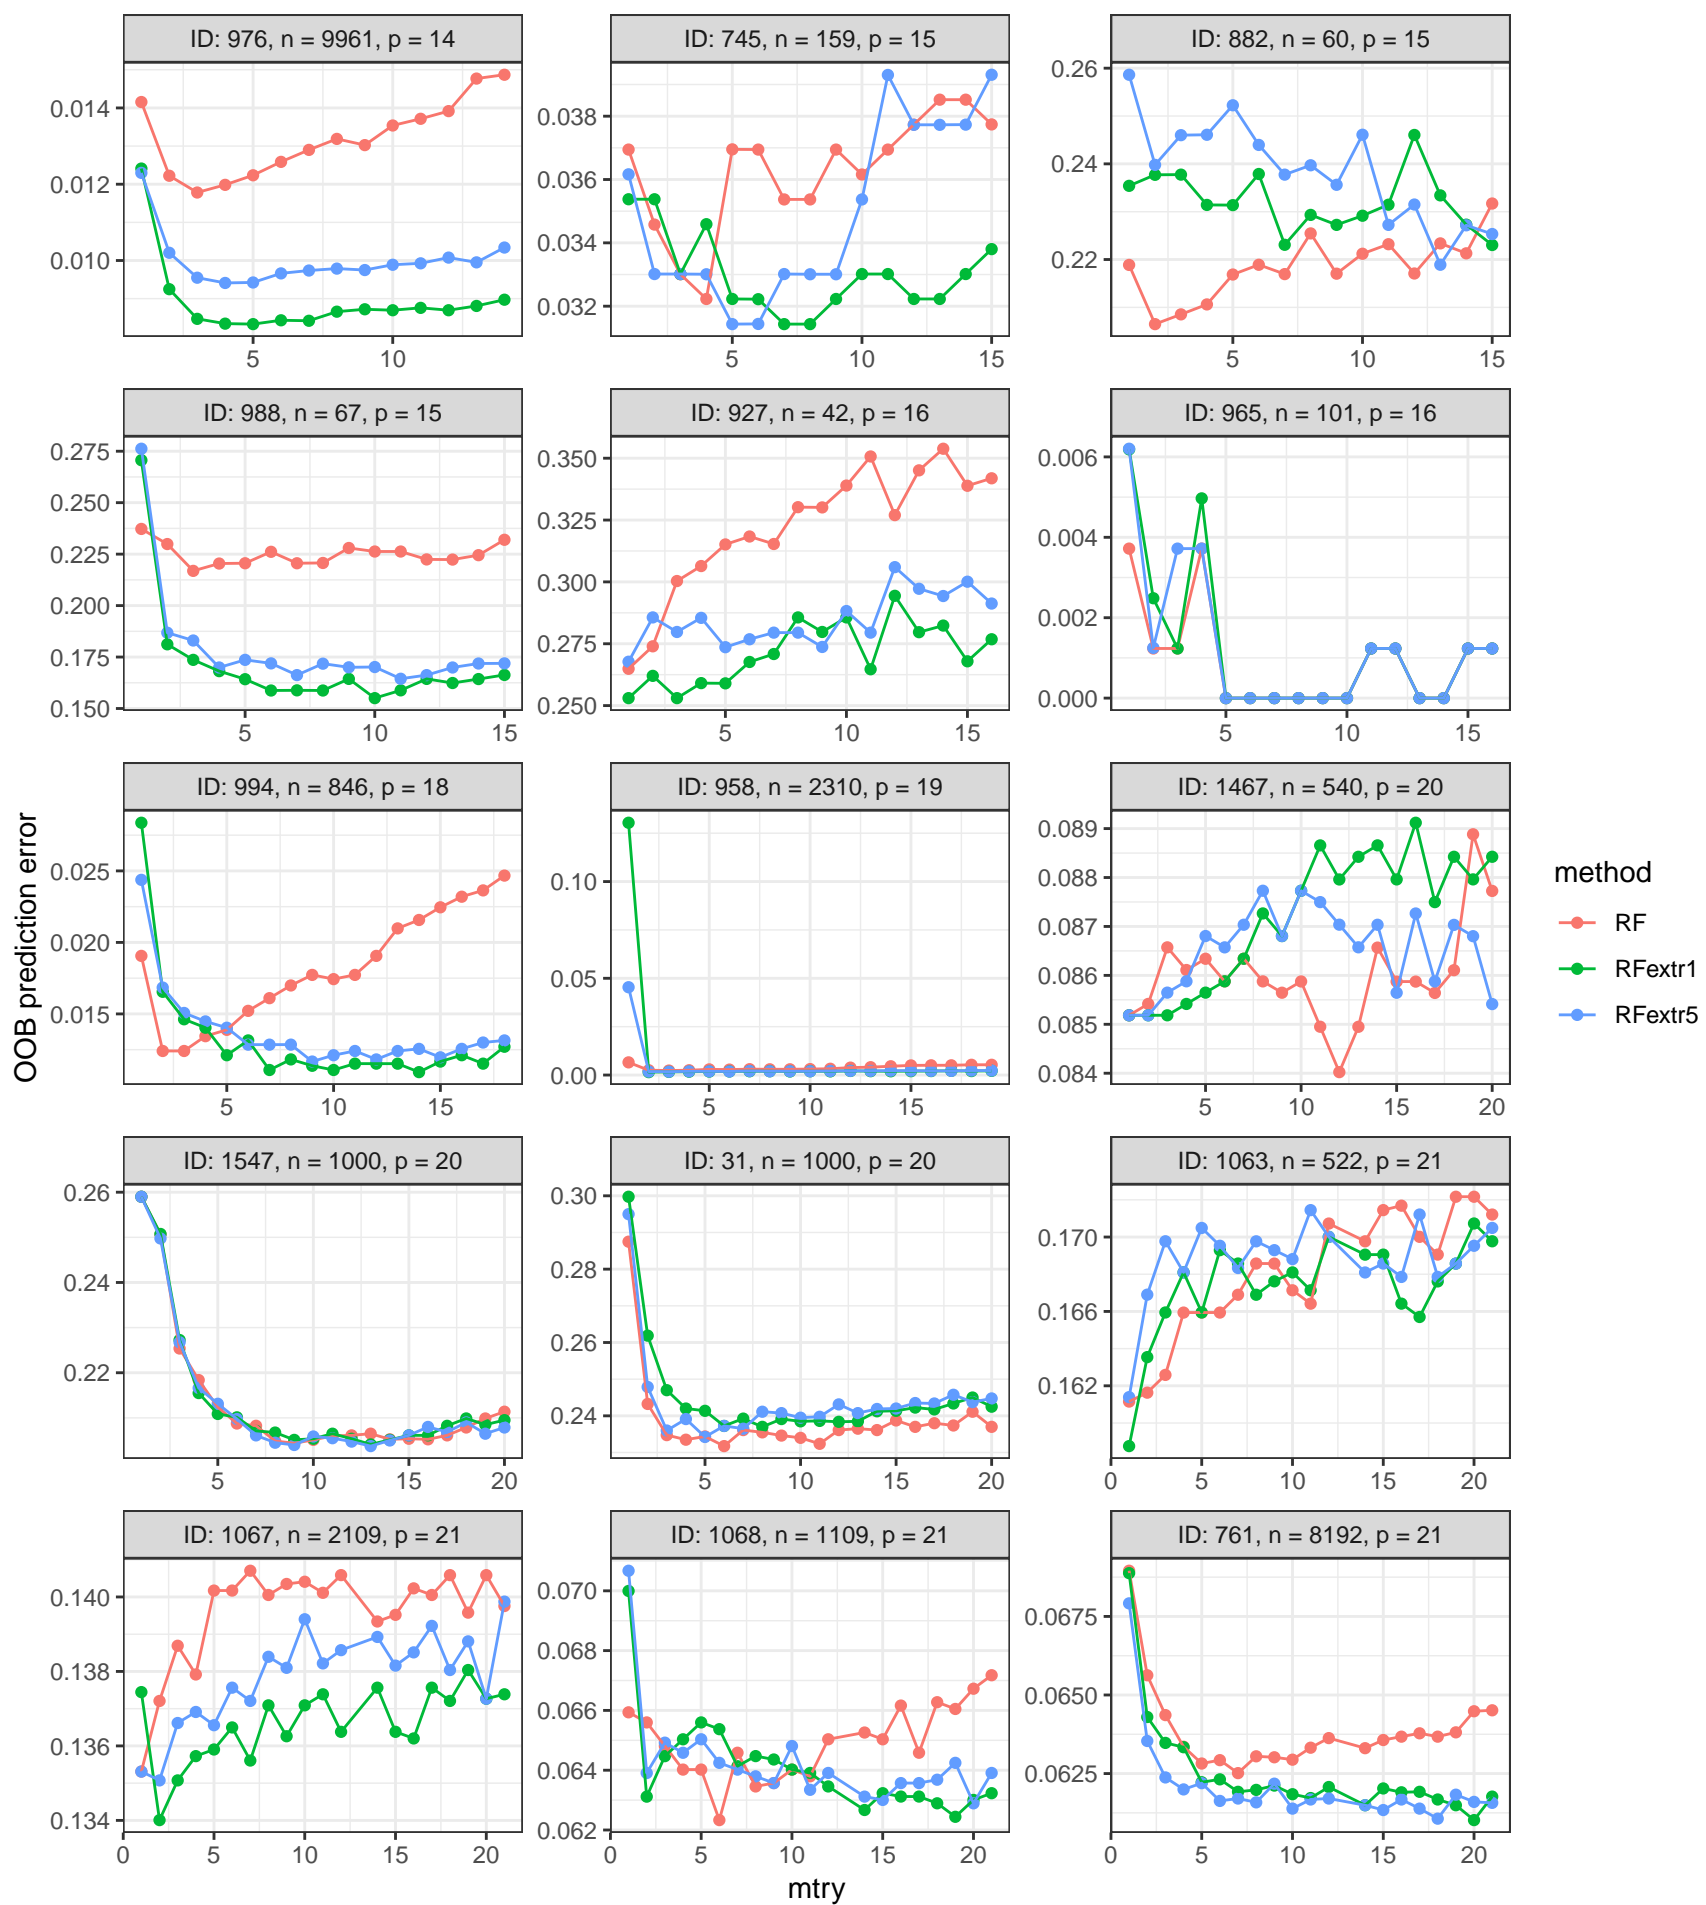 ID: 976, n = 9961, p = 14
ID: 745, n = 159, p = 15
ID: 882, n = 60, p = 15
0.014
0.012
0.010
5 10
0.038
0.036
0.034
0.032
5 10 15
0.26
0.24
0.22
5 10 15
ID: 988, n = 67, p = 15
ID: 927, n = 42, p = 16
ID: 965, n = 101, p = 16
0.275
0.250
0.225
0.200
0.175
0.150
5 10 15
0.350
0.325
0.300
0.275
0.250
5 10 15
0.006
0.004
0.002
0.000
5 10 15
ID: 994, n = 846, p = 18
ID: 958, n = 2310, p = 19
ID: 1467, n = 540, p = 20
0.025
0.020
0.015
5 10 15
0.10
0.05
0.00
5 10 15
0.089
0.088
0.087
0.086
0.085
0.084
5 10 15 20
ID: 1547, n = 1000, p = 20
ID: 31, n = 1000, p = 20
ID: 1063, n = 522, p = 21
0.26
0.24
0.22
5 10 15 20
0.30
0.28
0.26
0.24
5 10 15 20
0.170
0.166
0.162
0 5 10 15 20
ID: 1067, n = 2109, p = 21
ID: 1068, n = 1109, p = 21
ID: 761, n = 8192, p = 21
0.140
0.138
0.136
0.134
0 5 10 15 20
0.070
0.068
0.066
0.064
0.062
0 5 10 15 20
0.0675
0.0650
0.0625
0 5 10 15 20
OOB prediction error
mtry
method
RF
RFextr1
RFextr5